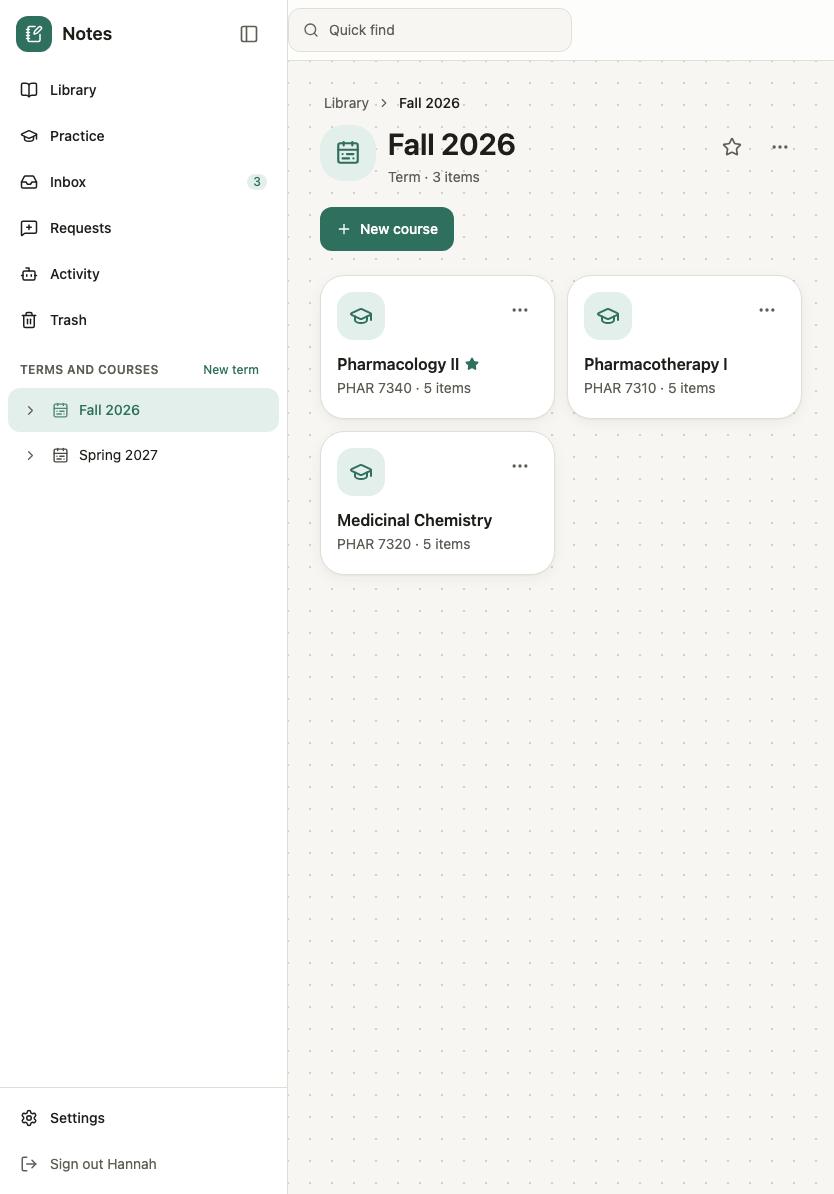 Notes
Library
Practice
Inbox 3
Requests
Activity
Trash
TERMS AND COURSES New term
Fall 2026
Spring 2027
Settings
Sign out Hannah
Quick find
Library Fall 2026
Fall 2026
Term · 3 items
New course
Pharmacology II
PHAR 7340 · 5 items
Pharmacotherapy I
PHAR 7310 · 5 items
Medicinal Chemistry
PHAR 7320 · 5 items